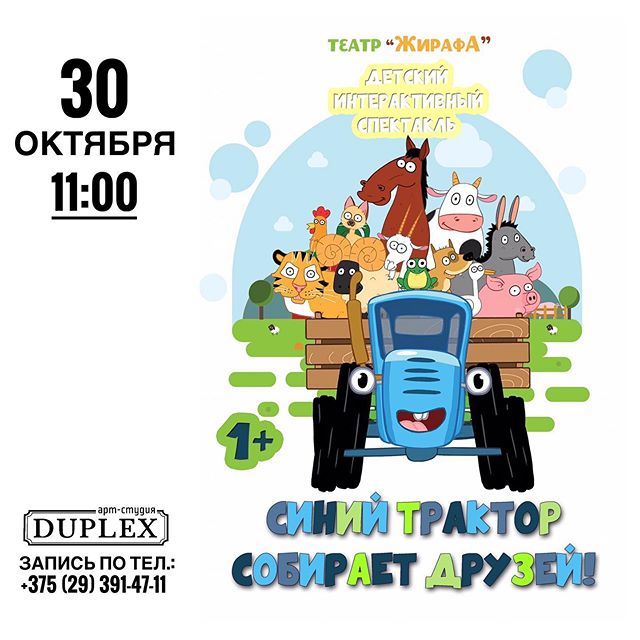 30
ОКТЯБРЯ
11:00
ТЕАТР "ЖИРАФА"
ДЕТСКИЙ
ИНТЕРАКТИВНЫЙ
СПЕКТАКЛЬ
1+
СИНИЙ ТРАКТОР
СОБИРАЕТ ДРУЗЕЙ!
арт-студия
DUPLEX
ЗАПИСЬ ПО ТЕЛ.:
+375 (29) 391-47-11